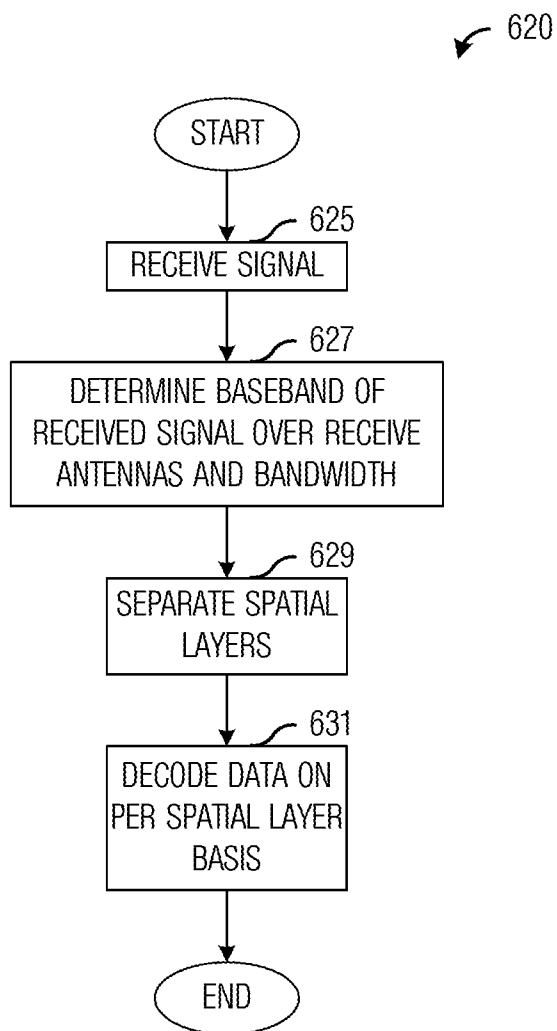 620
START
625
RECEIVE SIGNAL
627
DETERMINE BASEBAND OF
RECEIVED SIGNAL OVER RECEIVE
ANTENNAS AND BANDWIDTH
629
SEPARATE SPATIAL
LAYERS
631
DECODE DATA ON
PER SPATIAL LAYER
BASIS
END